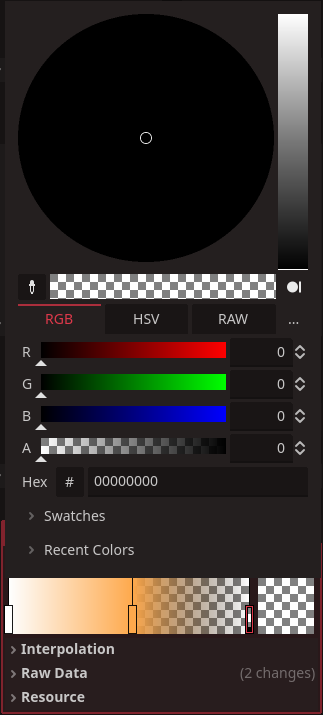 RGB HSV RAW ...
R 0
G 0
B 0
A 0
Hex # 00000000
Swatches
Recent Colors
Interpolation
Raw Data (2 changes)
Resource